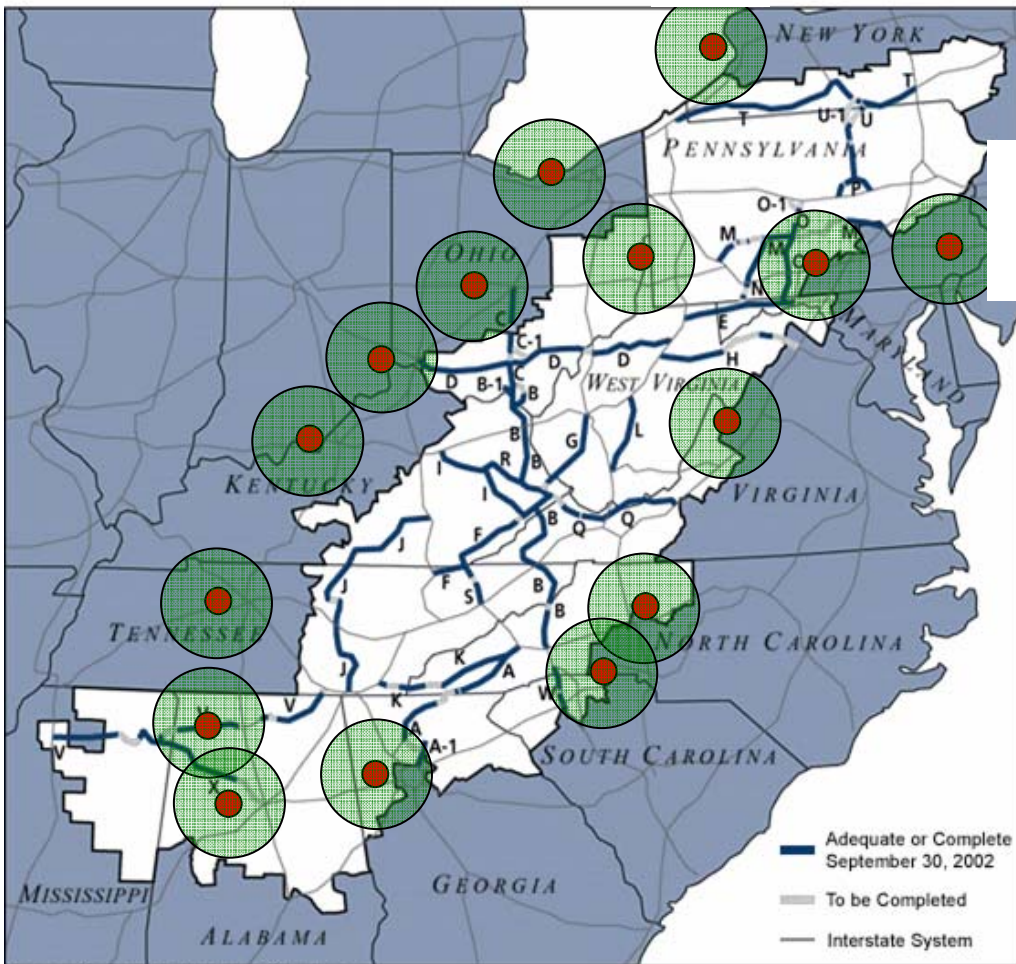 NEW YORK
T
T
U-1
U
PENNSYLVANIA
P
O-1
O
M
M
M
O
OHIO
N
C
E
MARYLAND
C-1
D
D
H
C
D
B-1
B
WEST VIRGINIA
G
L
B
I
R
B
KENTUCKY
I
VIRGINIA
B
Q
Q
F
J
F
B
J
S
B
TENNESSEE
NORTH CAROLINA
K
A
J
K
W
V
V
A
V
A-1
SOUTH CAROLINA
X
Adequate or Complete
September 30, 2002
MISSISSIPPI
GEORGIA
To be Completed
ALABAMA
Interstate System